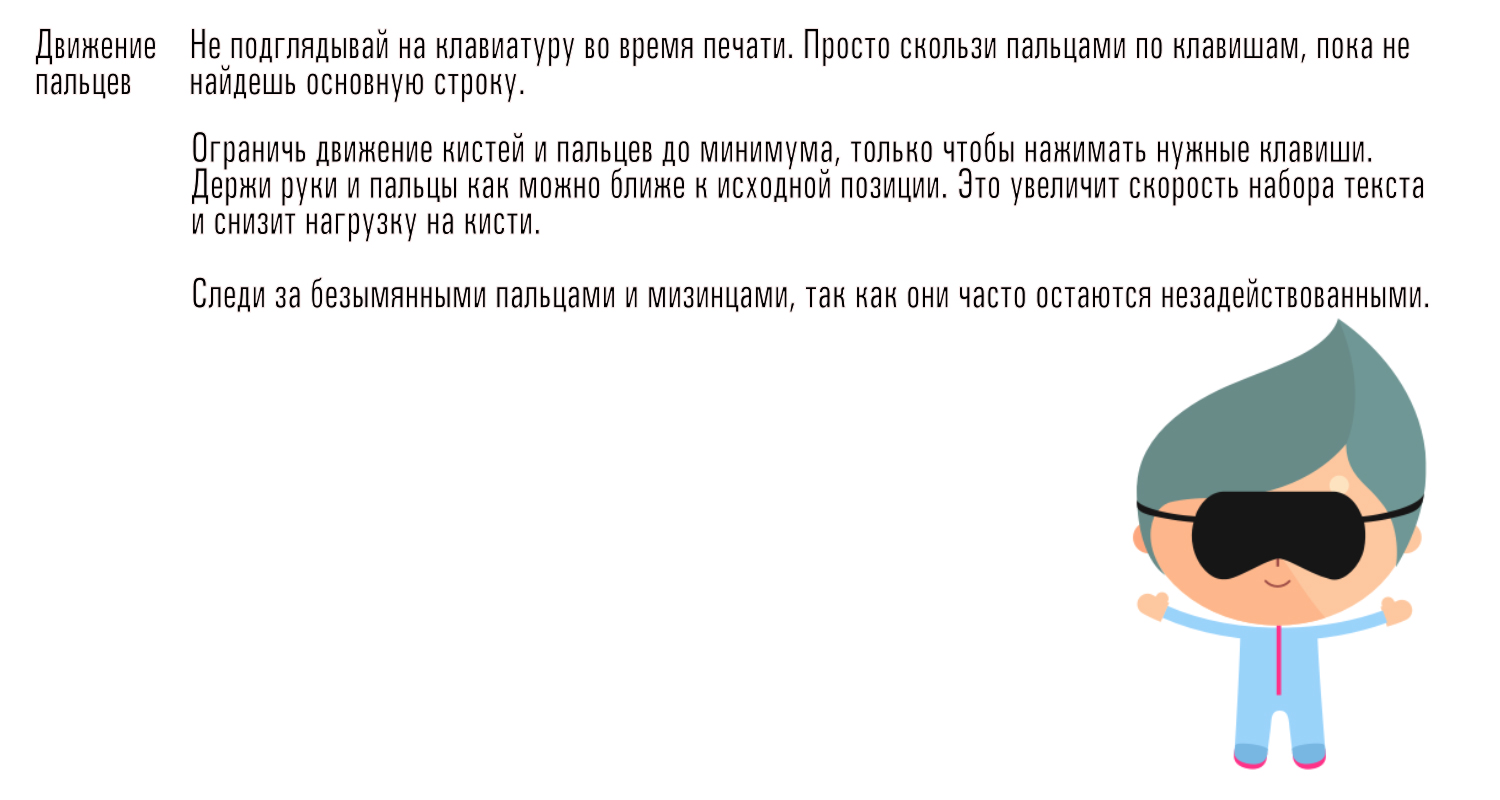 Движение
пальцев
Не подглядывай на клавиатуру во время печати. Просто скользи пальцами по клавишам, пока не
найдешь основную строку.
Ограничь движение кистей и пальцев до минимума, только чтобы нажимать нужные клавиши.
Держи руки и пальцы как можно ближе к исходной позиции. Это увеличит скорость набора текста
и снизит нагрузку на кисти.
Следи за безымянными пальцами и мизинцами, так как они часто остаются незадействованными.